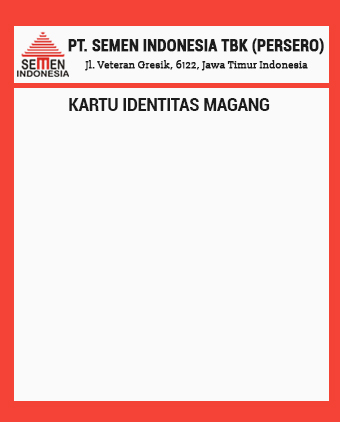 PT. SEMEN INDONESIA TBK (PERSERO)
SEMEN
INDONESIA
Jl. Veteran Gresik, 6122, Jawa Timur Indonesia
KARTU IDENTITAS MAGANG